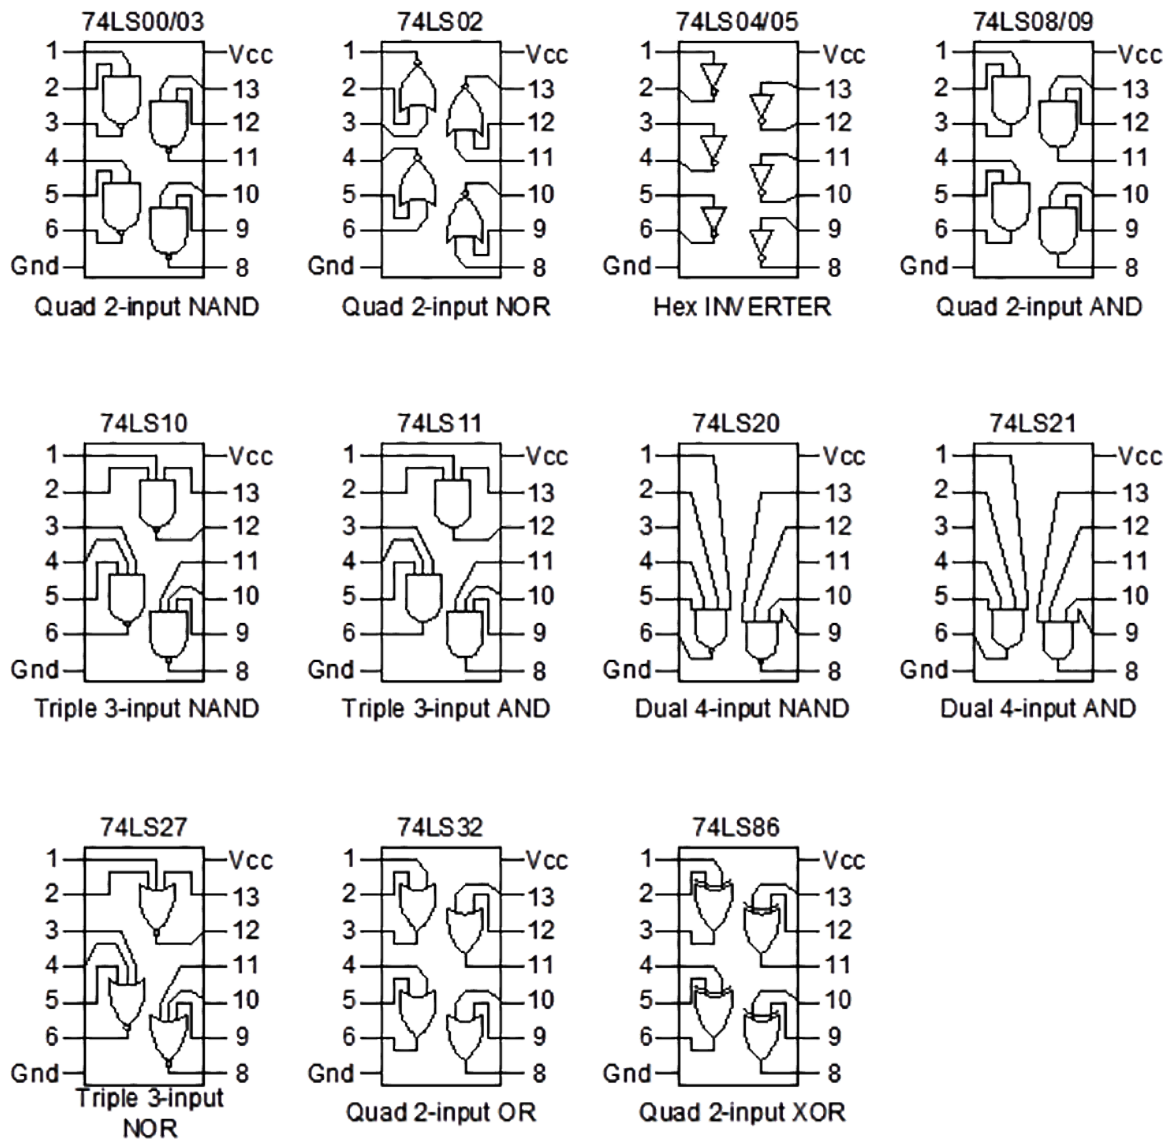 74LS00/03
1
2
3
4
5
6
Gnd
Vcc
13
12
11
10
9
8
Quad 2-input NAND
74LS02
1
2
3
4
5
6
Gnd
Vcc
13
12
11
10
9
8
Quad 2-input NOR
74LS04/05
1
2
3
4
5
6
Gnd
Vcc
13
12
11
10
9
8
Hex INVERTER
74LS08/09
1
2
3
4
5
6
Gnd
Vcc
13
12
11
10
9
8
Quad 2-input AND
74LS10
1
2
3
4
5
6
Gnd
Vcc
13
12
11
10
9
8
Triple 3-input NAND
74LS11
1
2
3
4
5
6
Gnd
Vcc
13
12
11
10
9
8
Triple 3-input AND
74LS20
1
2
3
4
5
6
Gnd
Vcc
13
12
11
10
9
8
Dual 4-input NAND
74LS21
1
2
3
4
5
6
Gnd
Vcc
13
12
11
10
9
8
Dual 4-input AND
74LS27
1
2
3
4
5
6
Gnd
Vcc
13
12
11
10
9
8
Triple 3-input
NOR
74LS32
1
2
3
4
5
6
Gnd
Vcc
13
12
11
10
9
8
Quad 2-input OR
74LS86
1
2
3
4
5
6
Gnd
Vcc
13
12
11
10
9
8
Quad 2-input XOR